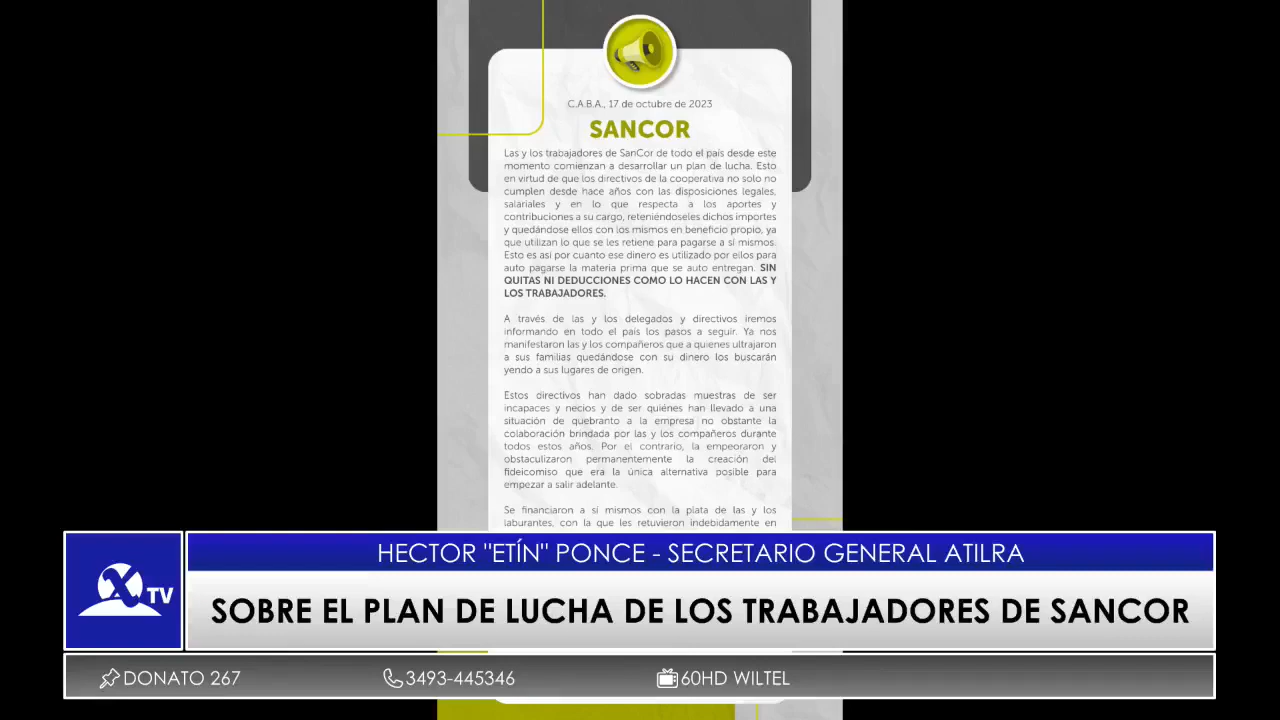 C.A.B.A., 17 de octubre de 2023
SANCOR
Las y los trabajadores de SanCor de todo el país desde este
momento comienzan a desarrollar un plan de lucha. Esto
en virtud de que los directivos de la cooperativa no solo no
cumplen desde hace años con las disposiciones legales,
salariales y en lo que respecta a los aportes y
contribuciones a su cargo, reteniéndoseles dichos importes
y quedándose ellos con los mismos en beneficio propio, ya
que utilizan lo que se les retiene para pagarse a sí mismos.
Esto es así por cuanto ese dinero es utilizado por ellos para
auto pagarse la materia prima que se auto entregan. SIN
QUITAS NI DEDUCCIONES COMO LO HACEN CON LAS Y
LOS TRABAJADORES.
A través de las y los delegados y directivos iremos
informando en todo el país los pasos a seguir. Ya nos
manifestaron las y los compañeros que a quienes ultrajaron
a sus familias quedándose con su dinero los buscarán
yendo a sus lugares de origen.
Estos directivos han dado sobradas muestras de ser
incapaces y necios y de ser quiénes han llevado a una
situación de quebranto a la empresa no obstante la
colaboración brindada por las y los compañeros durante
todos estos años. Por el contrario, la empeoraron y
obstaculizaron permanentemente la creación del
fideicomiso que era la única alternativa posible para
empezar a salir adelante.
Se financiaron a sí mismos con la plata de las y los
laburantes, con la que les retuvieron indebidamente en
HECTOR "ETÍN" PONCE - SECRETARIO GENERAL ATILRA
X TV
SOBRE EL PLAN DE LUCHA DE LOS TRABAJADORES DE SANCOR
DONATO 267
3493-445346
60HD WILTEL